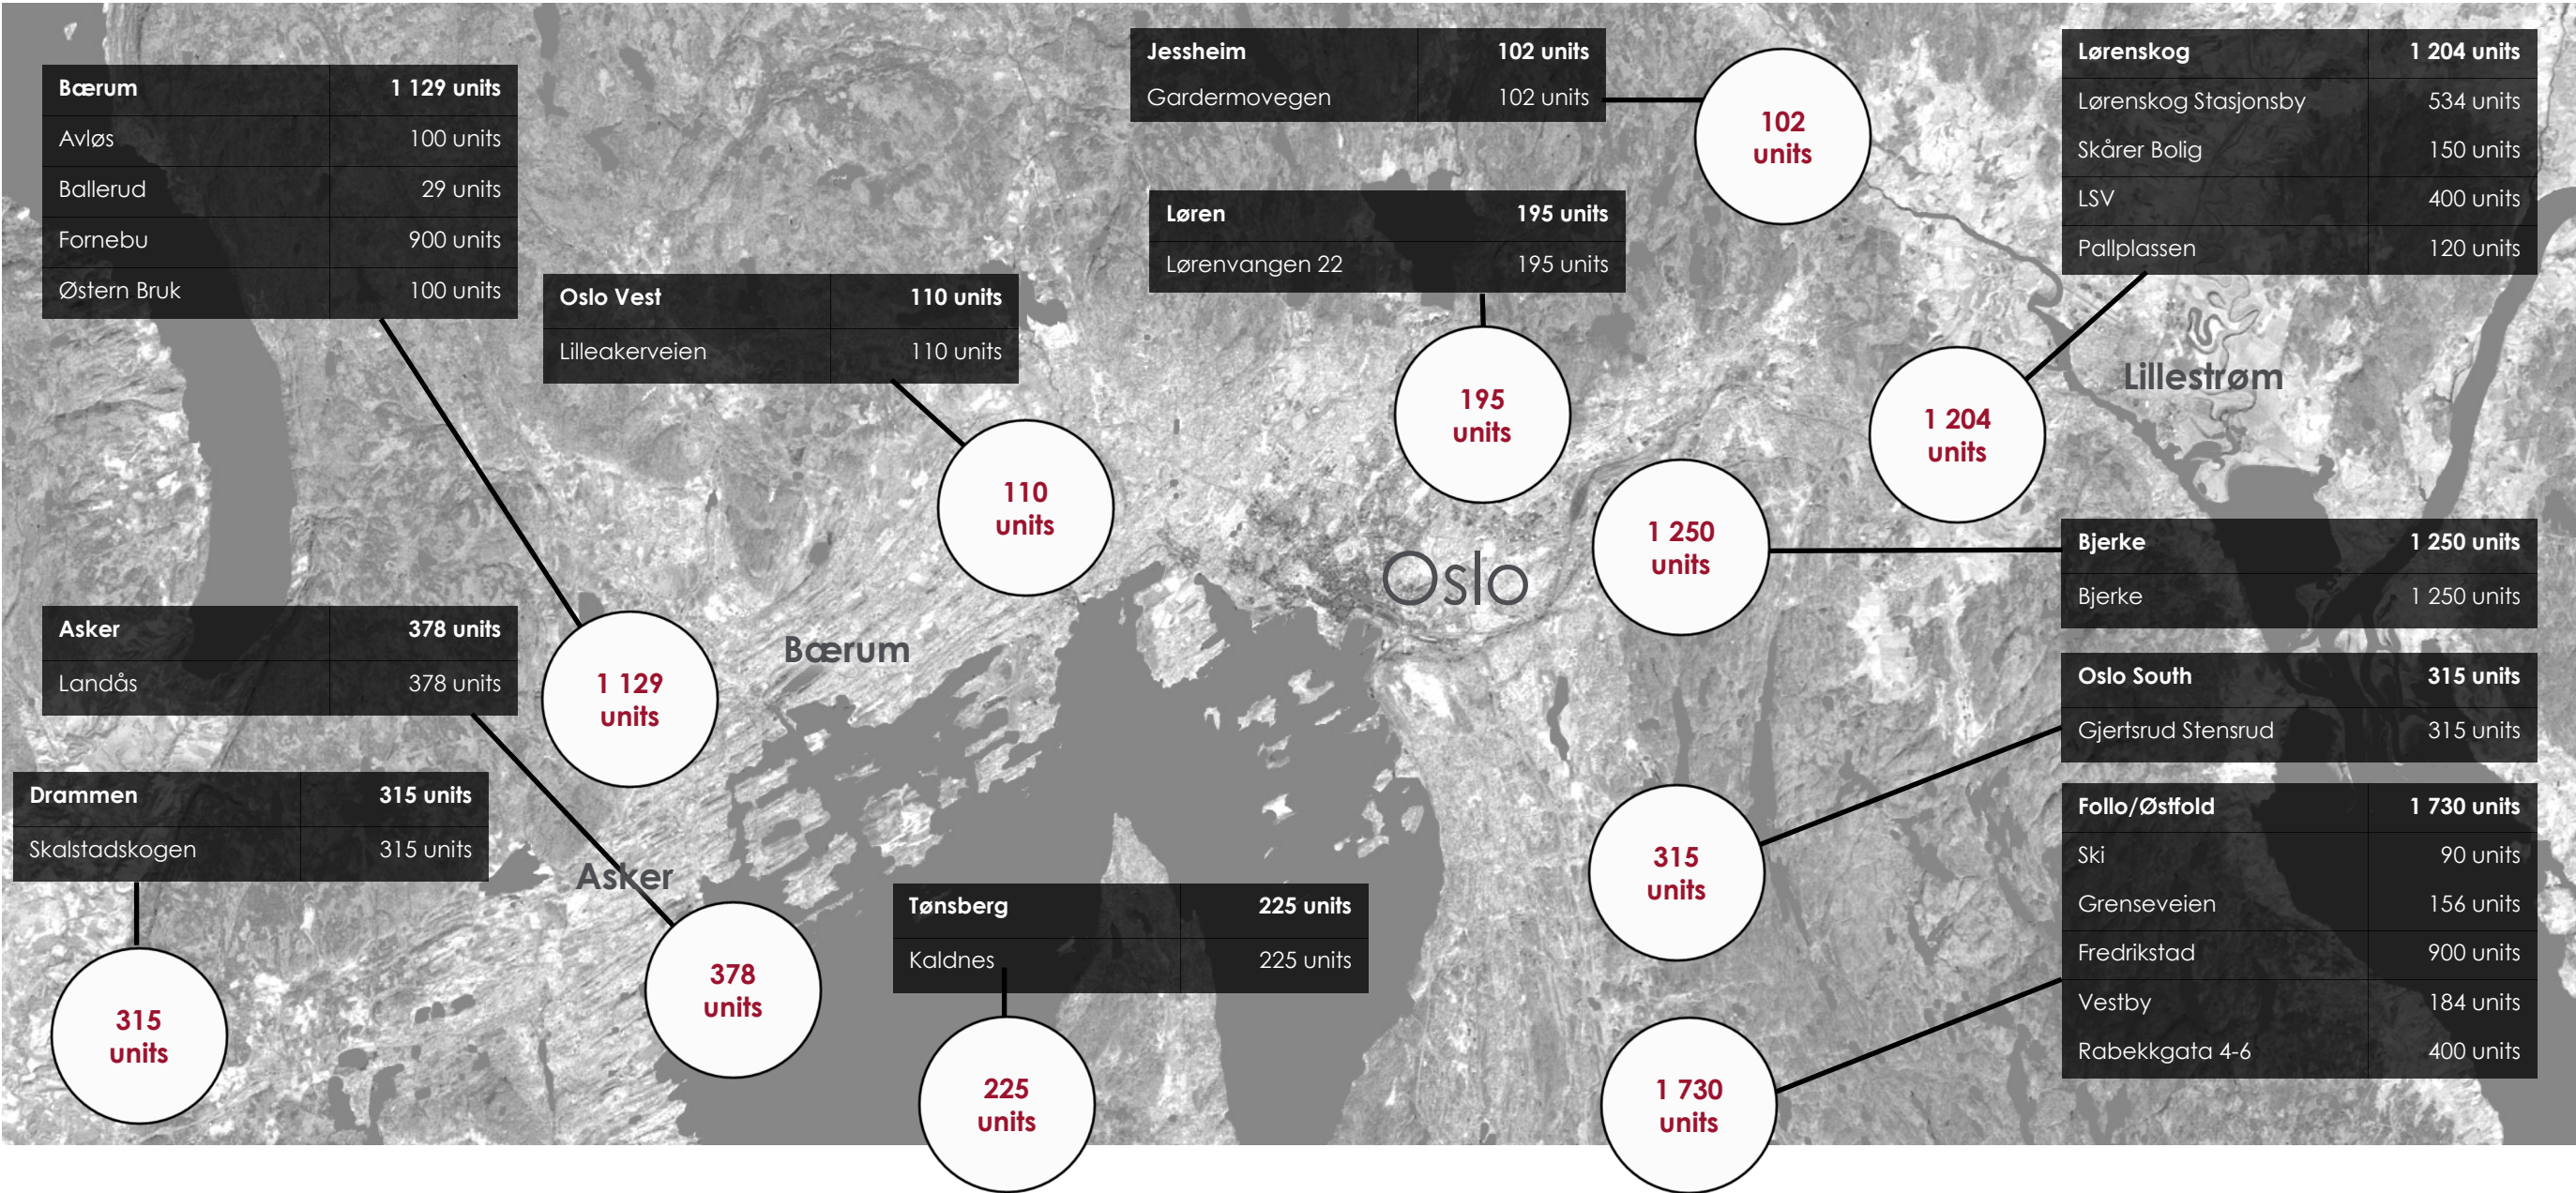 Bærum 1 129 units
Avløs 100 units
Ballerud 29 units
Fornebu 900 units
Østern Bruk 100 units
Oslo Vest 110 units
Lilleakerveien 110 units
Jessheim 102 units
Gardermovegen 102 units
Løren 195 units
Lørenvangen 22 195 units
Lørenskog 1 204 units
Lørenskog Stasjonsby 534 units
Skårer Bolig 150 units
LSV 400 units
Pallplassen 120 units
102
units
195
units
1 204
units
Lillestrøm
110
units
1 250
units
Oslo
Bjerke 1 250 units
Bjerke 1 250 units
Asker 378 units
Landås 378 units
Bærum
1 129
units
Oslo South 315 units
Gjertsrud Stensrud 315 units
Drammen 315 units
Skalstadskogen 315 units
Asker
315
units
Follo/Østfold 1 730 units
Ski 90 units
Grenseveien 156 units
Fredrikstad 900 units
Vestby 184 units
Rabekkgata 4-6 400 units
Tønsberg 225 units
Kaldnes 225 units
378
units
315
units
225
units
1 730
units